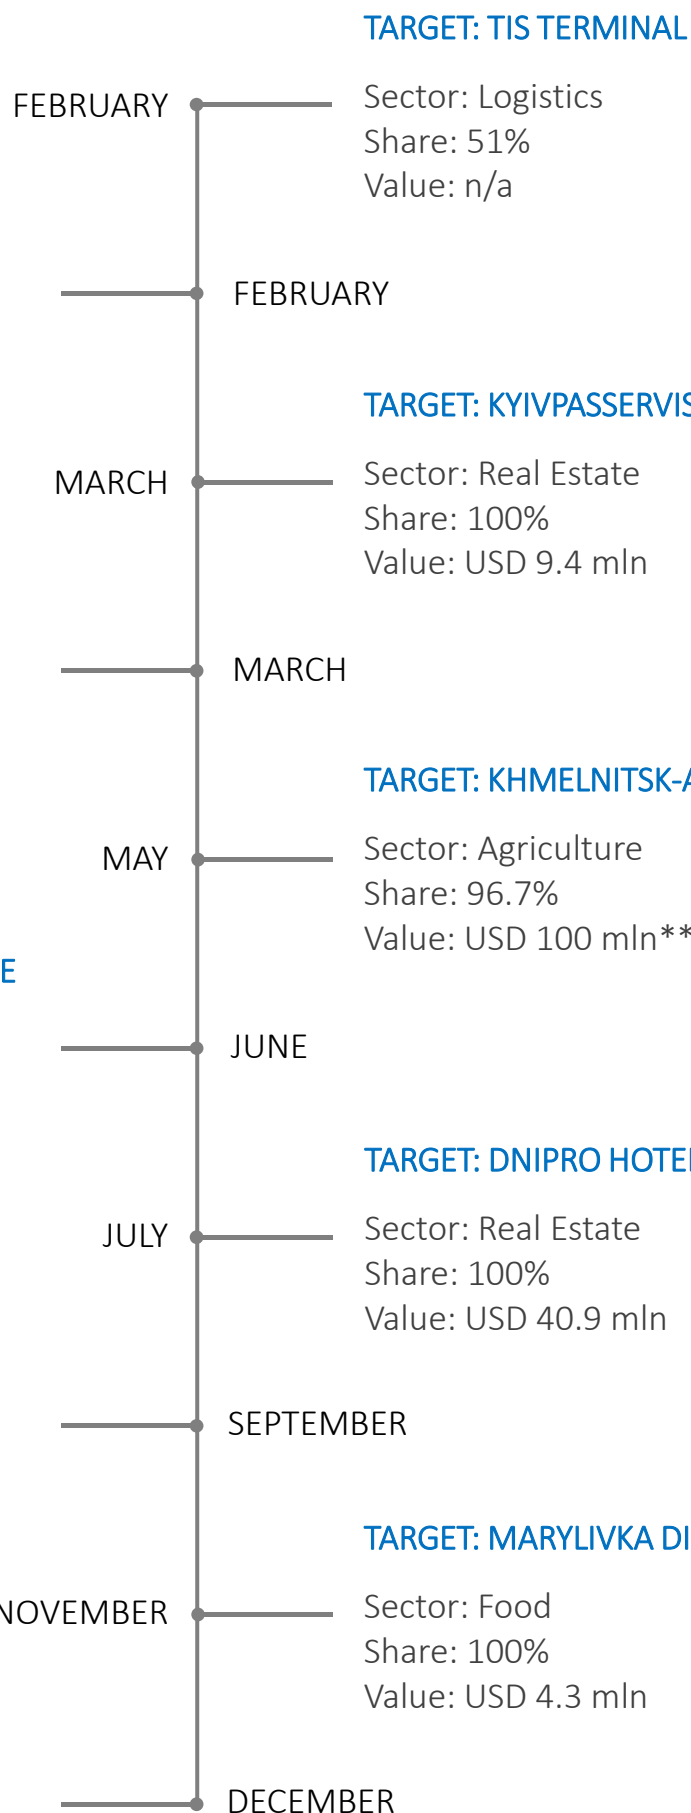 TARGET: TIS TERMINAL
FEBRUARY
Sector: Logistics
Share: 51%
Value: n/a
FEBRUARY
TARGET: KYIVPASSERVIS
MARCH
Sector: Real Estate
Share: 100%
Value: USD 9.4 mln
MARCH
TARGET: KHMELNITSK-A
MAY
Sector: Agriculture
Share: 96.7%
Value: USD 100 mln**
E
JUNE
TARGET: DNIPRO HOTEL
JULY
Sector: Real Estate
Share: 100%
Value: USD 40.9 mln
SEPTEMBER
TARGET: MARYLIVKA DI
NOVEMBER
Sector: Food
Share: 100%
Value: USD 4.3 mln
DECEMBER